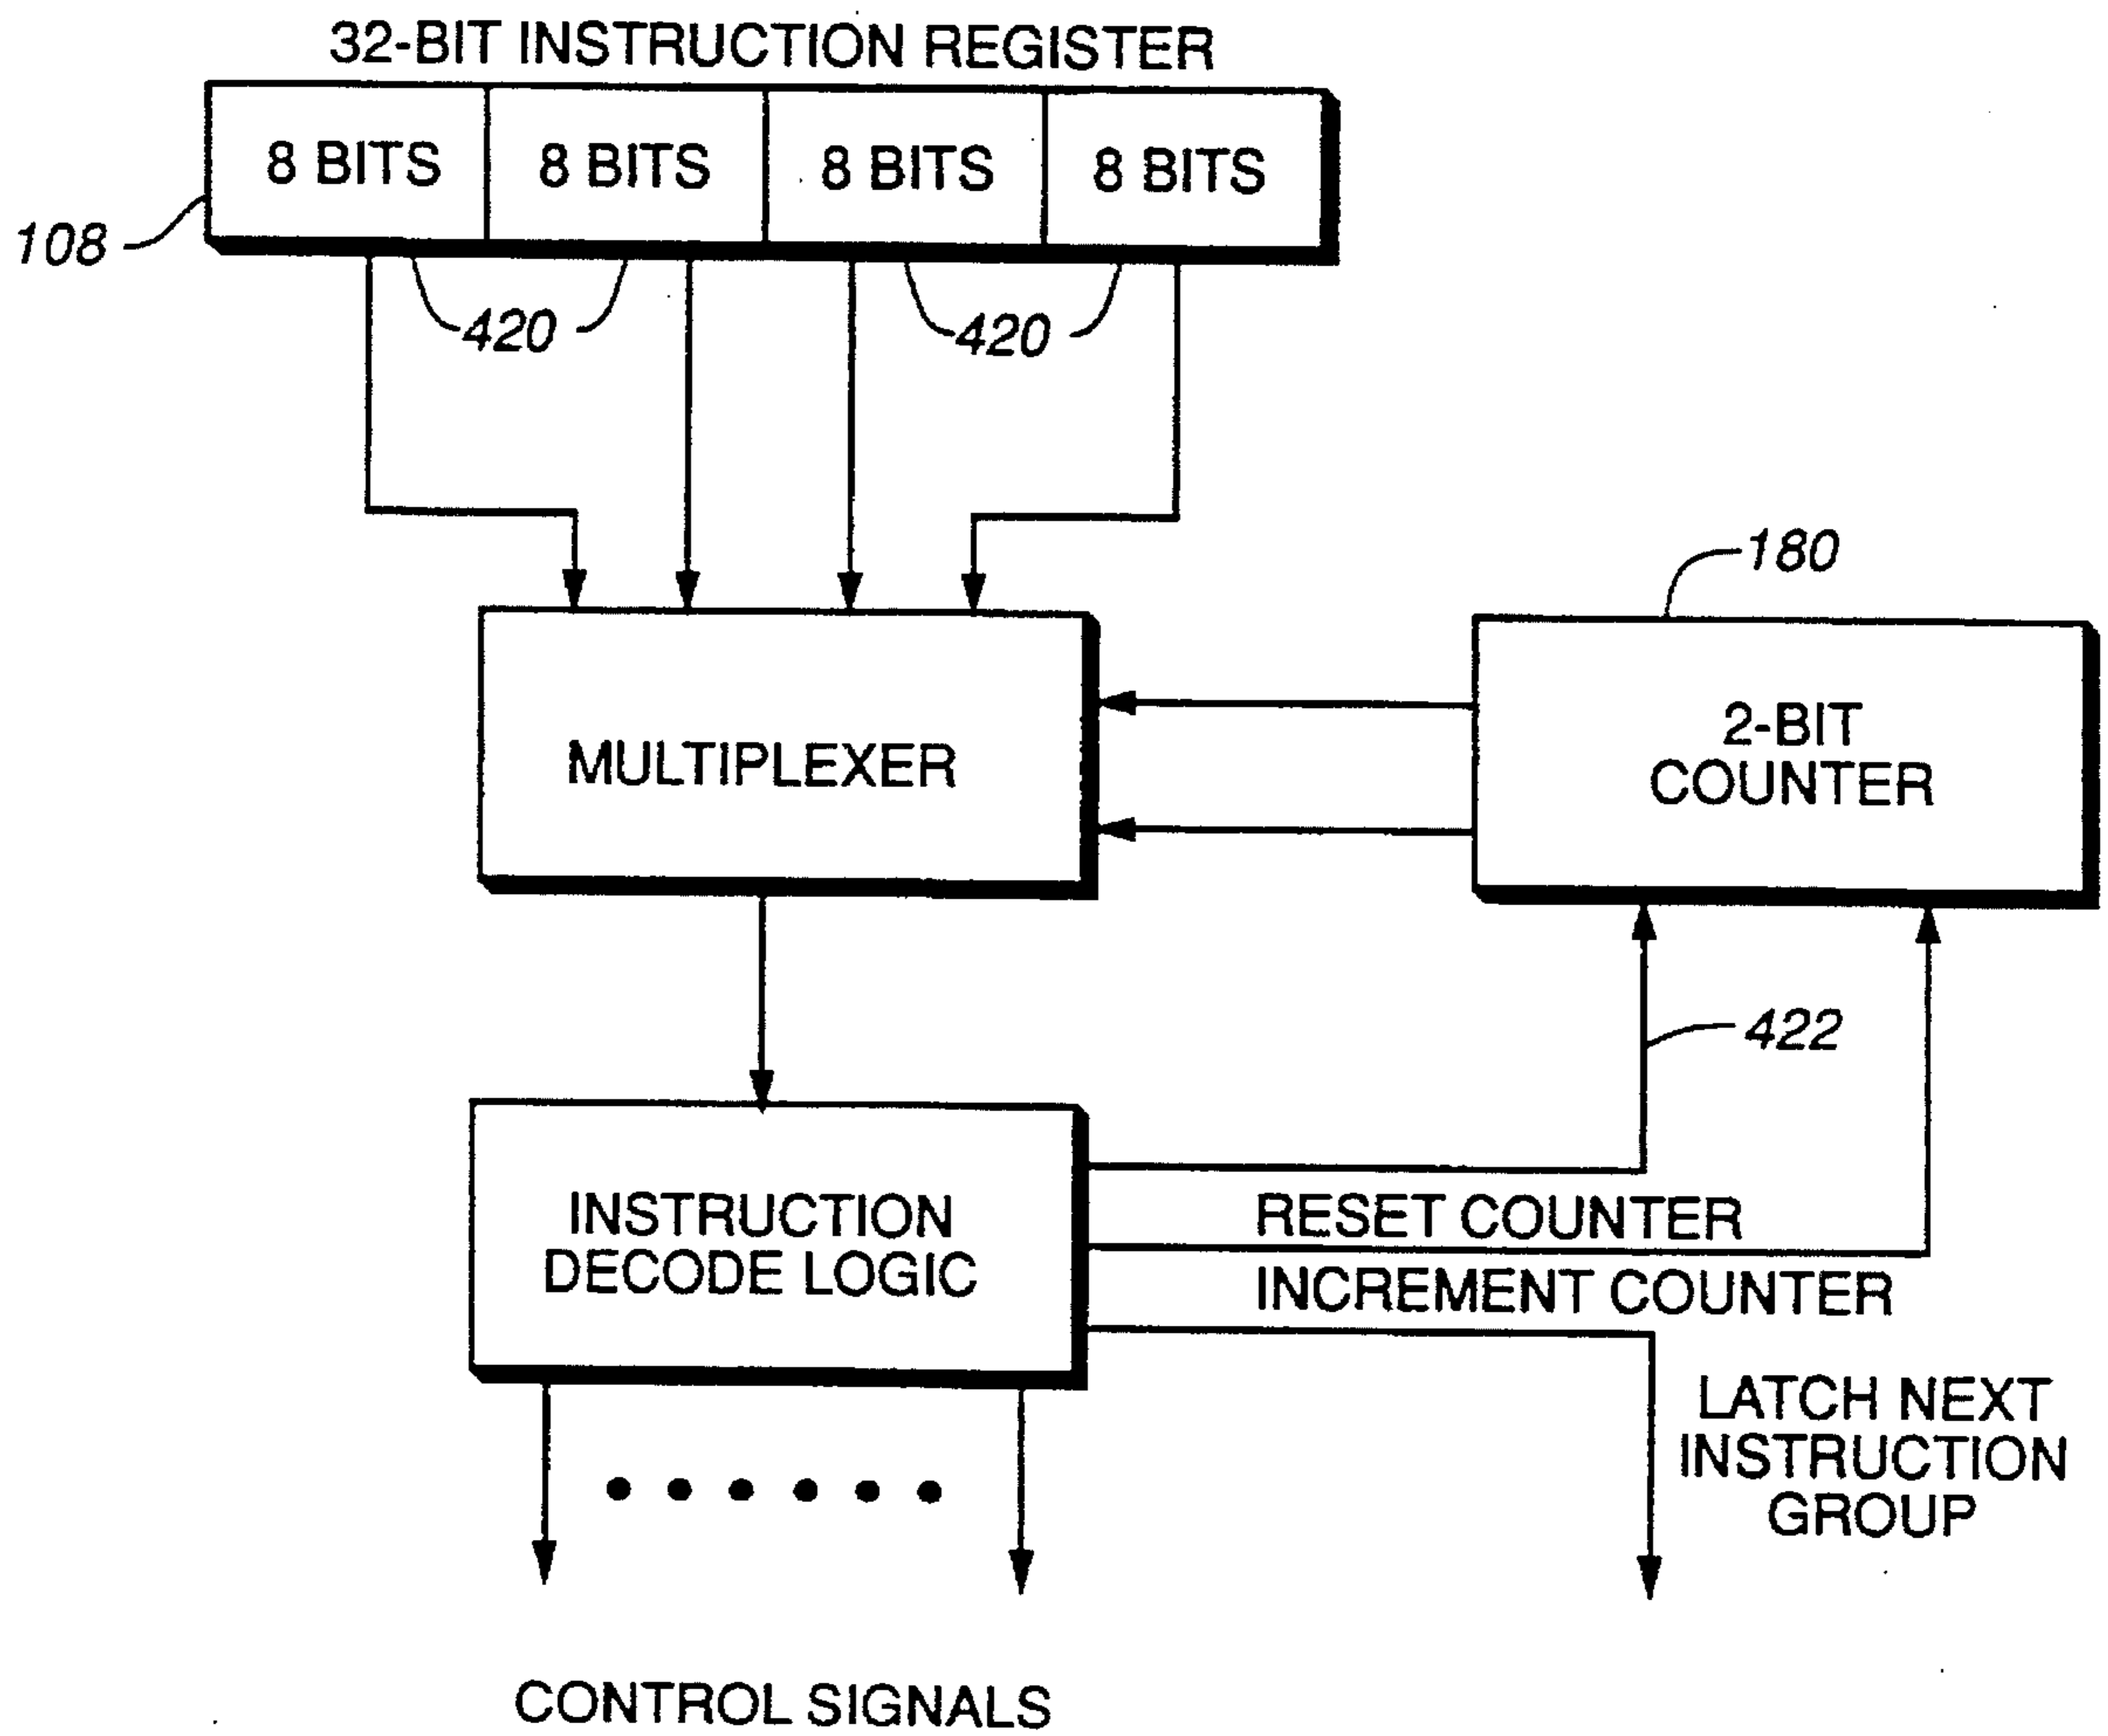 32-BIT INSTRUCTION REGISTER
8 BITS 8 BITS 8 BITS 8 BITS
108
420 420
180
MULTIPLEXER
2-BIT
COUNTER
422
INSTRUCTION
DECODE LOGIC
RESET COUNTER
INCREMENT COUNTER
LATCH NEXT
INSTRUCTION
GROUP
CONTROL SIGNALS